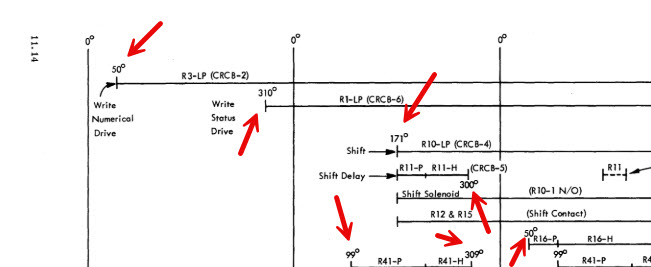 11.14
0° 0° 0°
50°
R3-LP (CRCB-2)
Write
Numerical
Drive
310°
R1-LP (CRCB-6)
Write
Status
Drive
171°
Shift R10-LP (CRCB-4)
Shift Delay R11-P R11-H (CRCB-5) R11
300°
Shift Solenoid (R10-1 N/O)
R12 & R15 (Shift Contact)
50°
R16-P R16-H
99° 309° 99°
R41-P R41-H R41-P R4